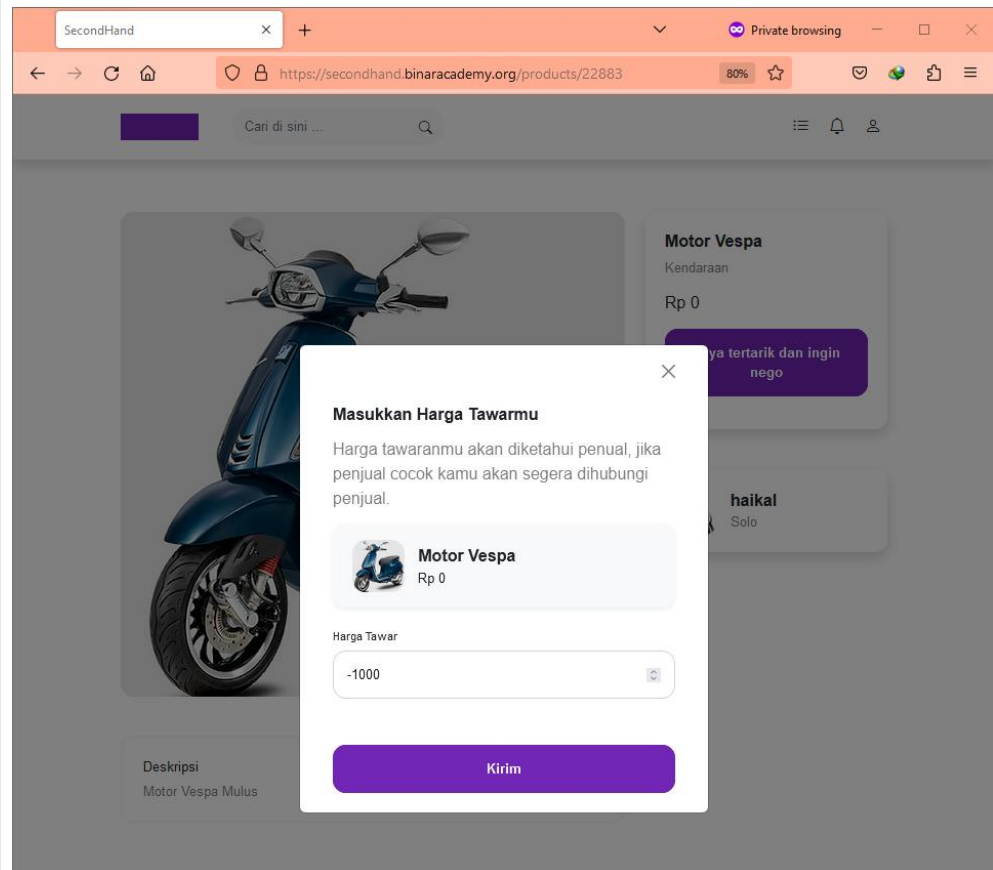 SecondHand
Private browsing
https://secondhand.binaracademy.org/products/22883
80%
Cari di sini ...
Motor Vespa
Kendaraan
Rp 0
ya tertarik dan ingin
nego
haikal
Solo
Masukkan Harga Tawarmu
Harga tawaranmu akan diketahui penual, jika
penjual cocok kamu akan segera dihubungi
penjual.
Motor Vespa
Rp 0
Harga Tawar
-1000
Kirim
Deskripsi
Motor Vespa Mulus